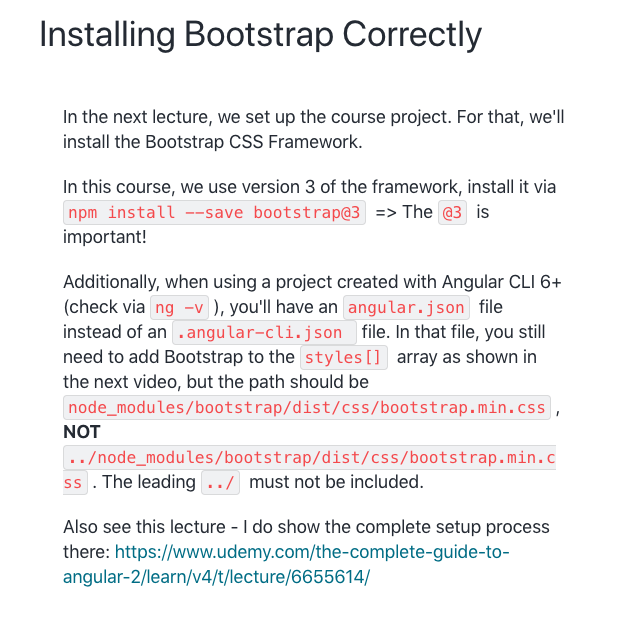 Installing Bootstrap Correctly
In the next lecture, we set up the course project. For that, we'll
install the Bootstrap CSS Framework.
In this course, we use version 3 of the framework, install it via
npm install --save bootstrap@3 => The @3 is
important!
Additionally, when using a project created with Angular CLI 6+
(check via ng -v ), you'll have an angular.json file
instead of an .angular-cli.json file. In that file, you still
need to add Bootstrap to the styles[] array as shown in
the next video, but the path should be
node_modules/bootstrap/dist/css/bootstrap.min.css ,
NOT
../node_modules/bootstrap/dist/css/bootstrap.min.c
ss . The leading ../ must not be included.
Also see this lecture - I do show the complete setup process
there: https://www.udemy.com/the-complete-guide-to-
angular-2/learn/v4/t/lecture/6655614/